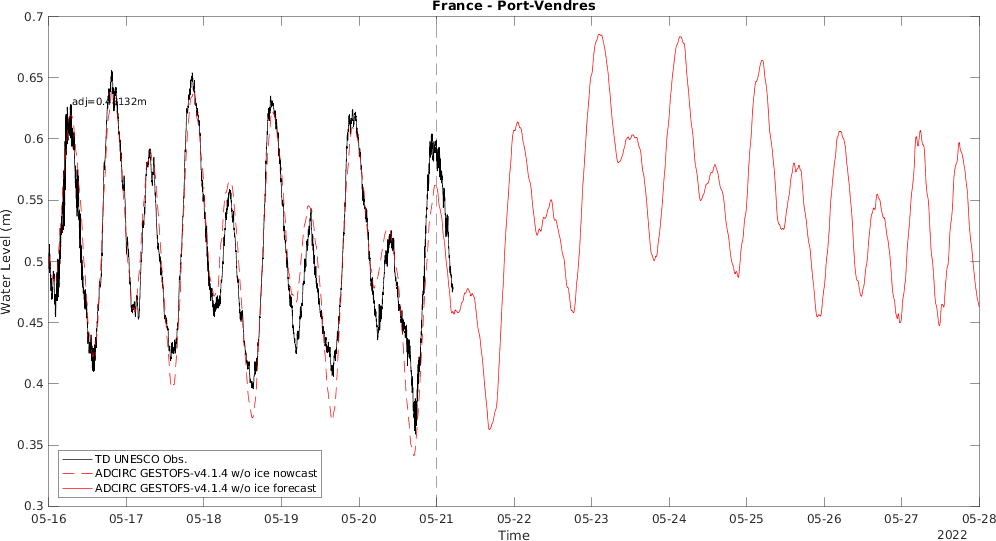 France - Port-Vendres
0.7
0.65
0.6
0.55
0.5
0.45
0.4
0.35
0.3
Water Level (m)
TD UNESCO Obs.
ADCIRC GESTOFS-v4.1.4 w/o ice nowcast
ADCIRC GESTOFS-v4.1.4 w/o ice forecast
05-16 05-17 05-18 05-19 05-20 05-21 05-22 05-23 05-24 05-25 05-26 05-27 05-28
Time
2022